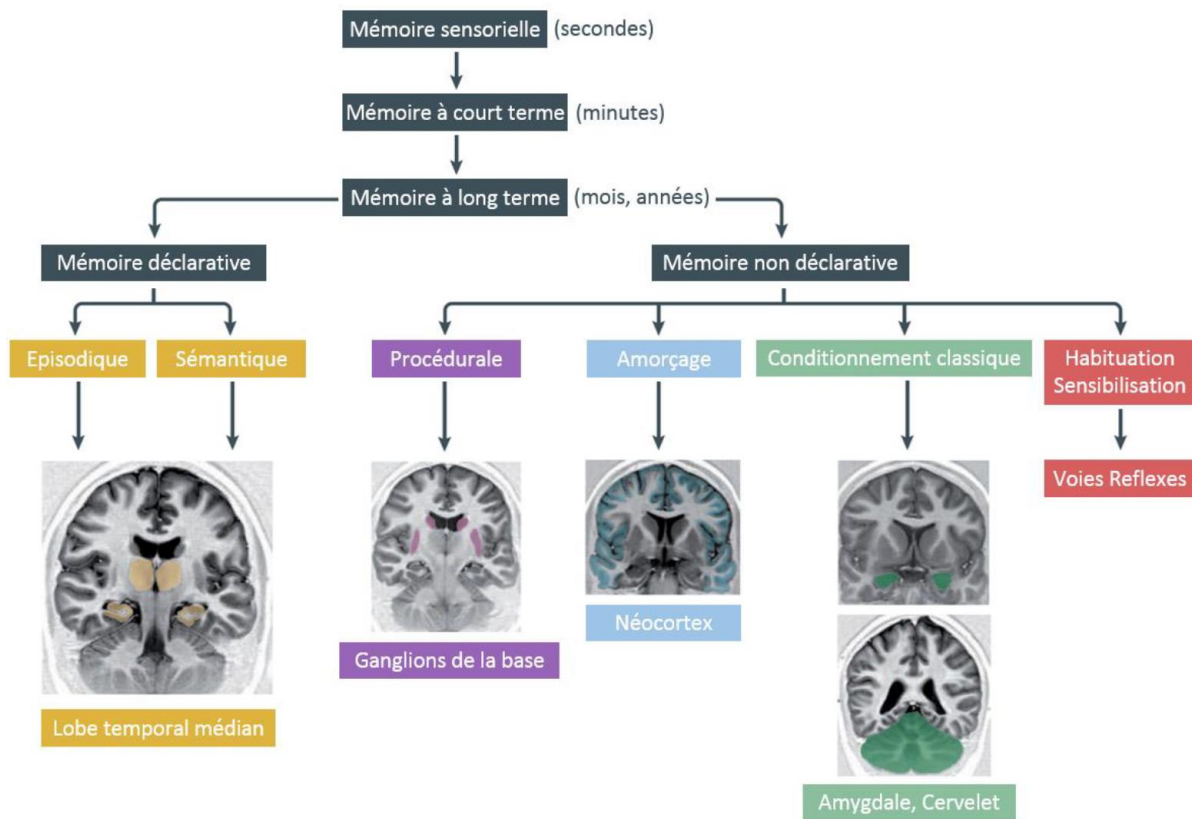 Mémoire sensorielle (secondes)
Mémoire à court terme (minutes)
Mémoire à long terme (mois, années)
Mémoire déclarative
Mémoire non déclarative
Episodique
Sémantique
Procédurale
Amorçage
Conditionnement classique
Habituation
Sensibilisation
Voies Reflexes
Néocortex
Ganglions de la base
Lobe temporal médian
Amygdale, Cervelet